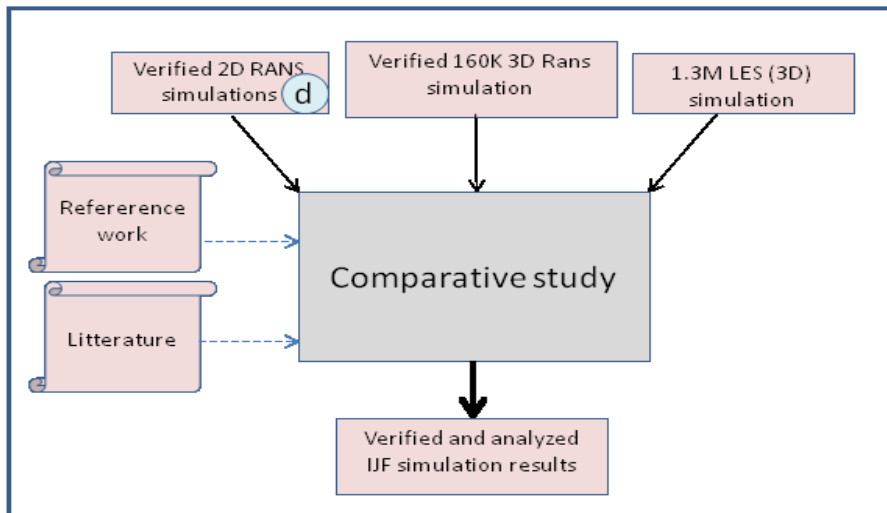 Verified 2D RANS
simulations
d
Verified 160K 3D Rans
simulation
1.3M LES (3D)
simulation
Refererence
work
Litterature
Comparative study
Verified and analyzed
IJF simulation results